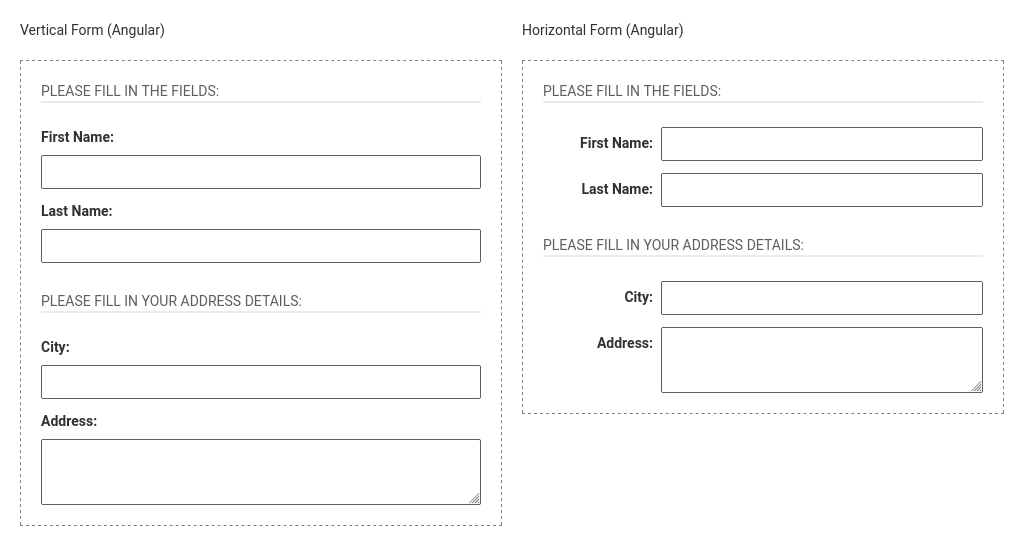 Vertical Form (Angular)
PLEASE FILL IN THE FIELDS:
First Name:
Last Name:
PLEASE FILL IN YOUR ADDRESS DETAILS:
City:
Address:
Horizontal Form (Angular)
PLEASE FILL IN THE FIELDS:
First Name:
Last Name:
PLEASE FILL IN YOUR ADDRESS DETAILS:
City:
Address: